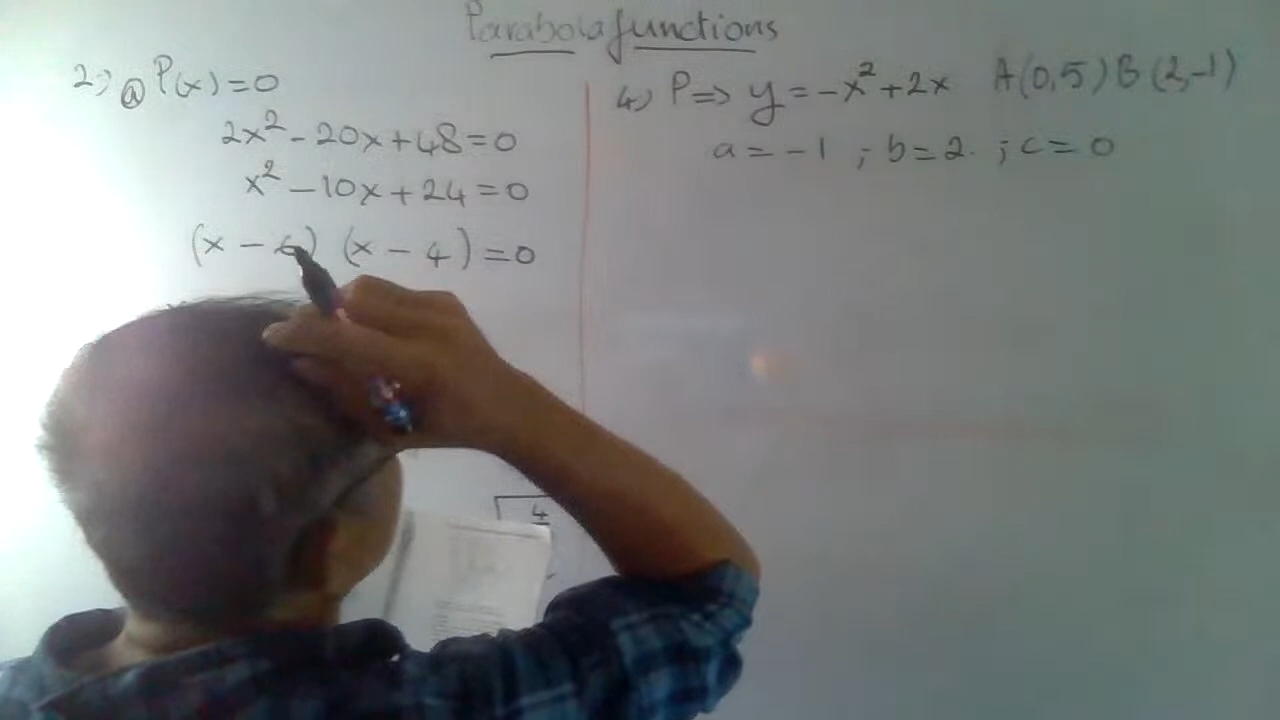 Parabola functions
2) ⓐ P(x) = 0
2x² - 20x + 48 = 0
x² - 10x + 24 = 0
(x - 6) (x - 4) = 0
4
4) P ⇒ y = -x² + 2x A(0,5) B(2,-1)
a = -1 ; b = 2 ; c = 0